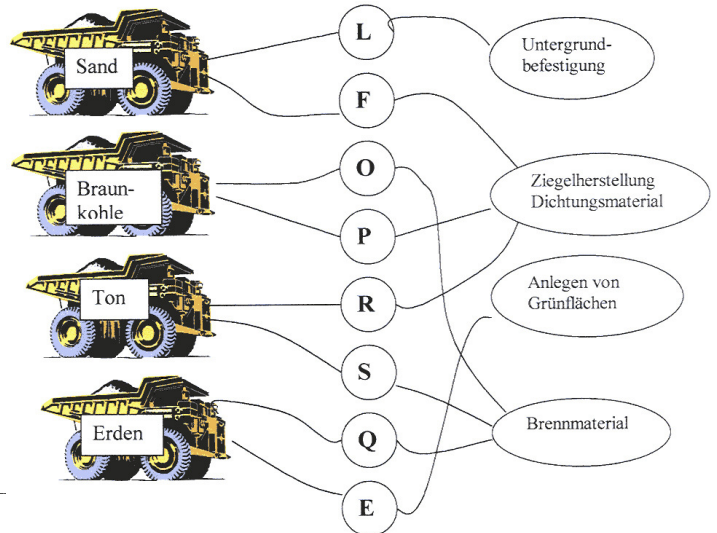 Sand
L
Untergrund-
befestigung
F
Braun-
kohle
O
Ziegelherstellung
Dichtungsmaterial
P
Ton
R
Anlegen von
Grünflächen
S
Erden
Q
Brennmaterial
E